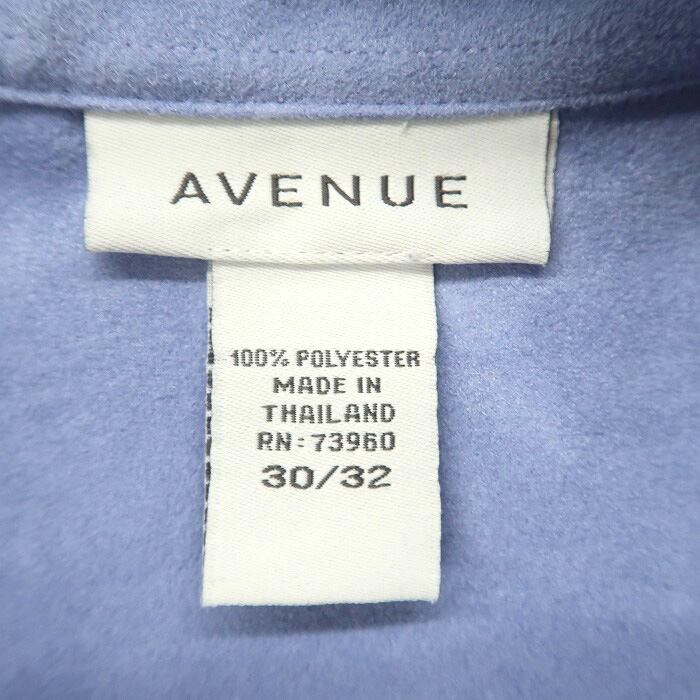 AVENUE
100% POLYESTER
MADE IN
THAILAND
RN: 73960
30/32